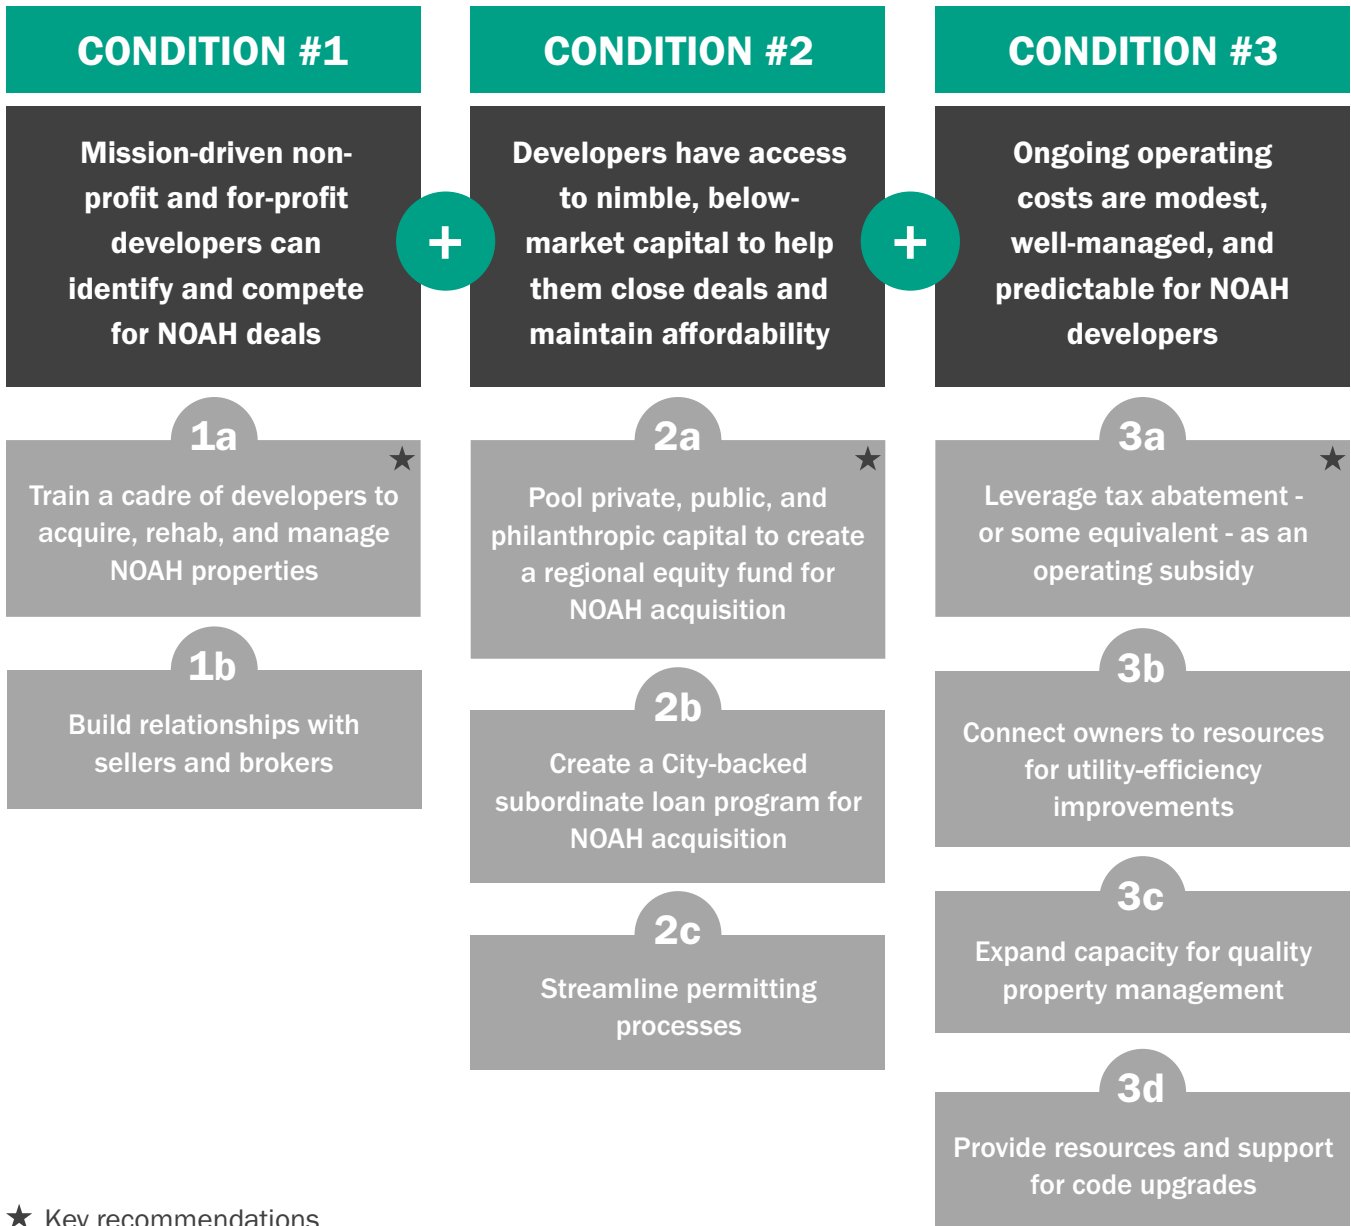 CONDITION #1
Mission-driven non-
profit and for-profit
developers can
identify and compete
for NOAH deals
+
1a
★
Train a cadre of developers to
acquire, rehab, and manage
NOAH properties
1b
Build relationships with
sellers and brokers
CONDITION #2
Developers have access
to nimble, below-
market capital to help
them close deals and
maintain affordability
+
2a
★
Pool private, public, and
philanthropic capital to create
a regional equity fund for
NOAH acquisition
2b
Create a City-backed
subordinate loan program for
NOAH acquisition
2c
Streamline permitting
processes
CONDITION #3
Ongoing operating
costs are modest,
well-managed, and
predictable for NOAH
developers
3a
★
Leverage tax abatement -
or some equivalent - as an
operating subsidy
3b
Connect owners to resources
for utility-efficiency
improvements
3c
Expand capacity for quality
property management
3d
Provide resources and support
for code upgrades
★ Key recommendations